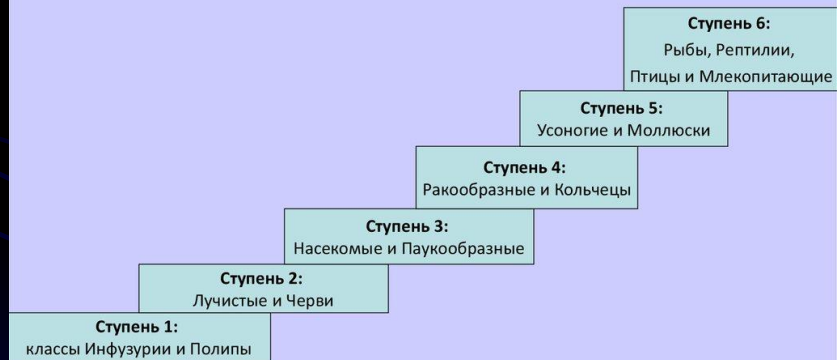 Ступень 6:
Рыбы, Рептилии,
Птицы и Млекопитающие
Ступень 5:
Усоногие и Моллюски
Ступень 4:
Ракообразные и Кольчецы
Ступень 3:
Насекомые и Паукообразные
Ступень 2:
Лучистые и Черви
Ступень 1:
классы Инфузурии и Полипы